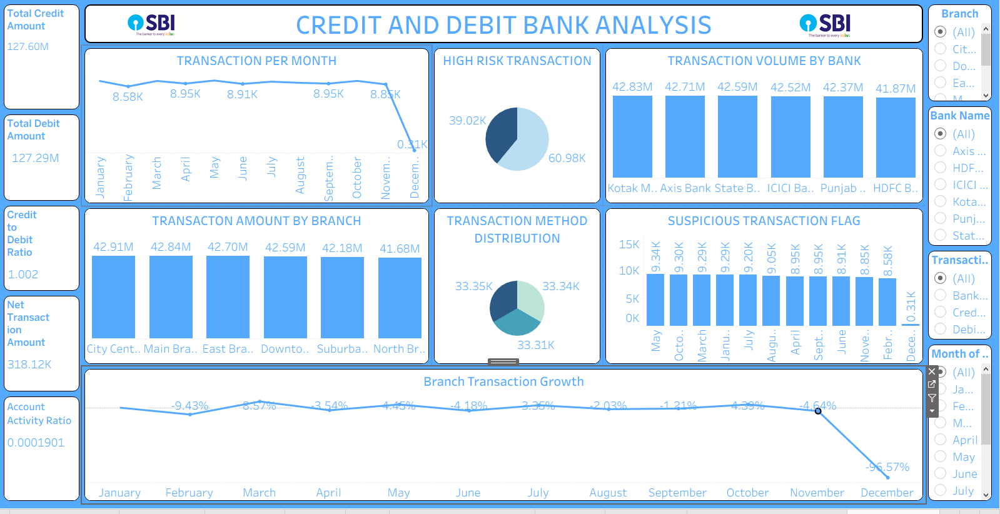 Total Credit
Amount
127.60M
Total Debit
Amount
127.29M
Credit
to
Debit
Ratio
1.002
Net
Transact
ion
Amount
318.12K
Account
Activity Ratio
0.0001901
SBI
The banker to every indian
CREDIT AND DEBIT BANK ANALYSIS
SBI
The banker to every indian
TRANSACTION PER MONTH
8.58K
8.95K
8.91K
8.95K
8.85K
0.31K
January
February
March
April
May
June
July
August
Septem..
October
Novem..
Decem..
HIGH RISK TRANSACTION
39.02K
60.98K
TRANSACTION VOLUME BY BANK
42.83M 42.71M 42.59M 42.52M 42.37M 41.87M
Kotak M.. Axis Bank State B.. ICICI Ba.. Punjab .. HDFC B..
TRANSACTON AMOUNT BY BRANCH
42.91M 42.84M 42.70M 42.59M 42.18M 41.68M
City Cent.. Main Bra.. East Bra.. Downto.. Suburba.. North Br..
TRANSACTION METHOD
DISTRIBUTION
33.35K
33.34K
33.31K
SUSPICIOUS TRANSACTION FLAG
15K
10K
5K
0K
9.34K
9.30K
9.29K
9.29K
9.20K
9.05K
8.95K
8.95K
8.91K
8.85K
8.58K
0.31K
May
Octo..
March
Janu..
July
Augu..
April
Sept..
June
Nove..
Febr..
Dece..
Branch Transaction Growth
-9.43% 8.57% -3.54% 4.45% -4.18% 3.35% -2.03% -1.21% 4.39% -4.64%
-96.57%
January February March April May June July August September October November December
Branch
(All)
Cit...
Do...
Ea...
Bank Name
(All)
Axis ...
HDF...
ICICI ...
Kota...
Punj...
Stat...
Transacti..
(All)
Bank...
Cred...
Debi...
Month of ..
(All)
Ja...
Fe...
M...
April
May
June
July